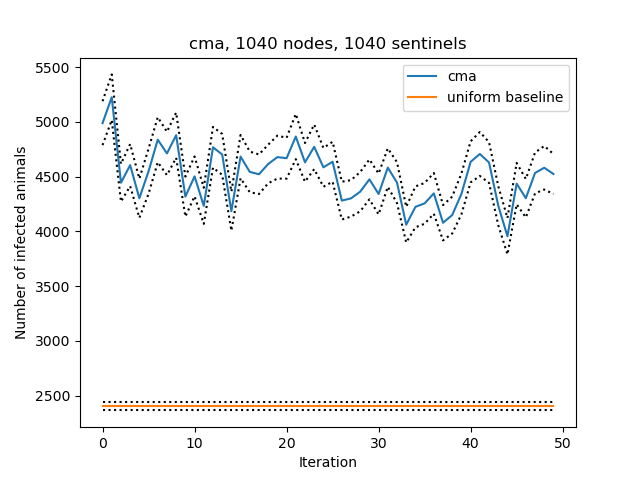 cma, 1040 nodes, 1040 sentinels
cma
uniform baseline
Number of infected animals
5500
5000
4500
4000
3500
3000
2500
0 10 20 30 40 50
Iteration